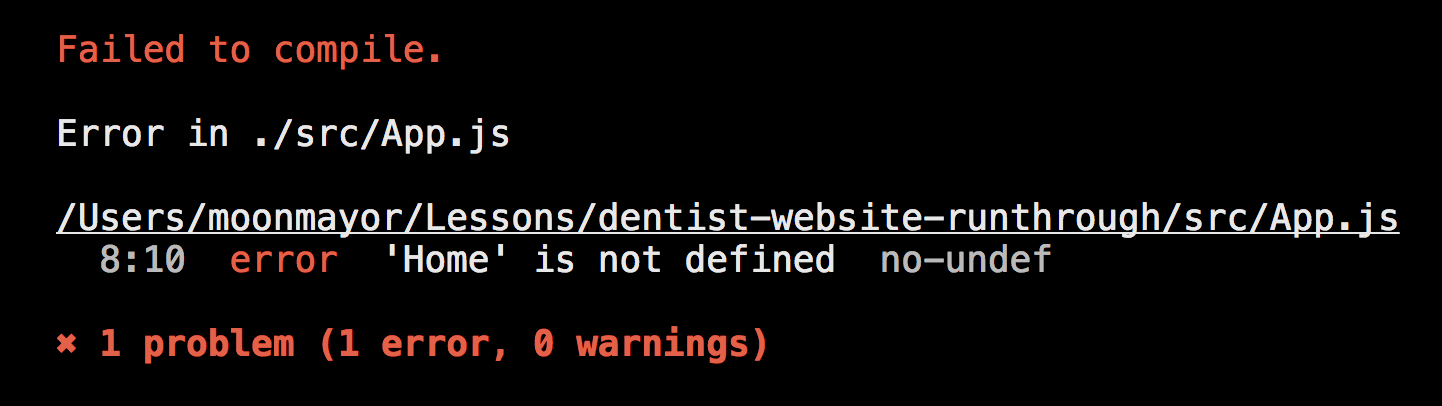 Failed to compile.
Error in ./src/App.js
/Users/moonmayor/Lessons/dentist-website-runthrough/src/App.js
8:10  error  'Home' is not defined  no-undef
✖ 1 problem (1 error, 0 warnings)